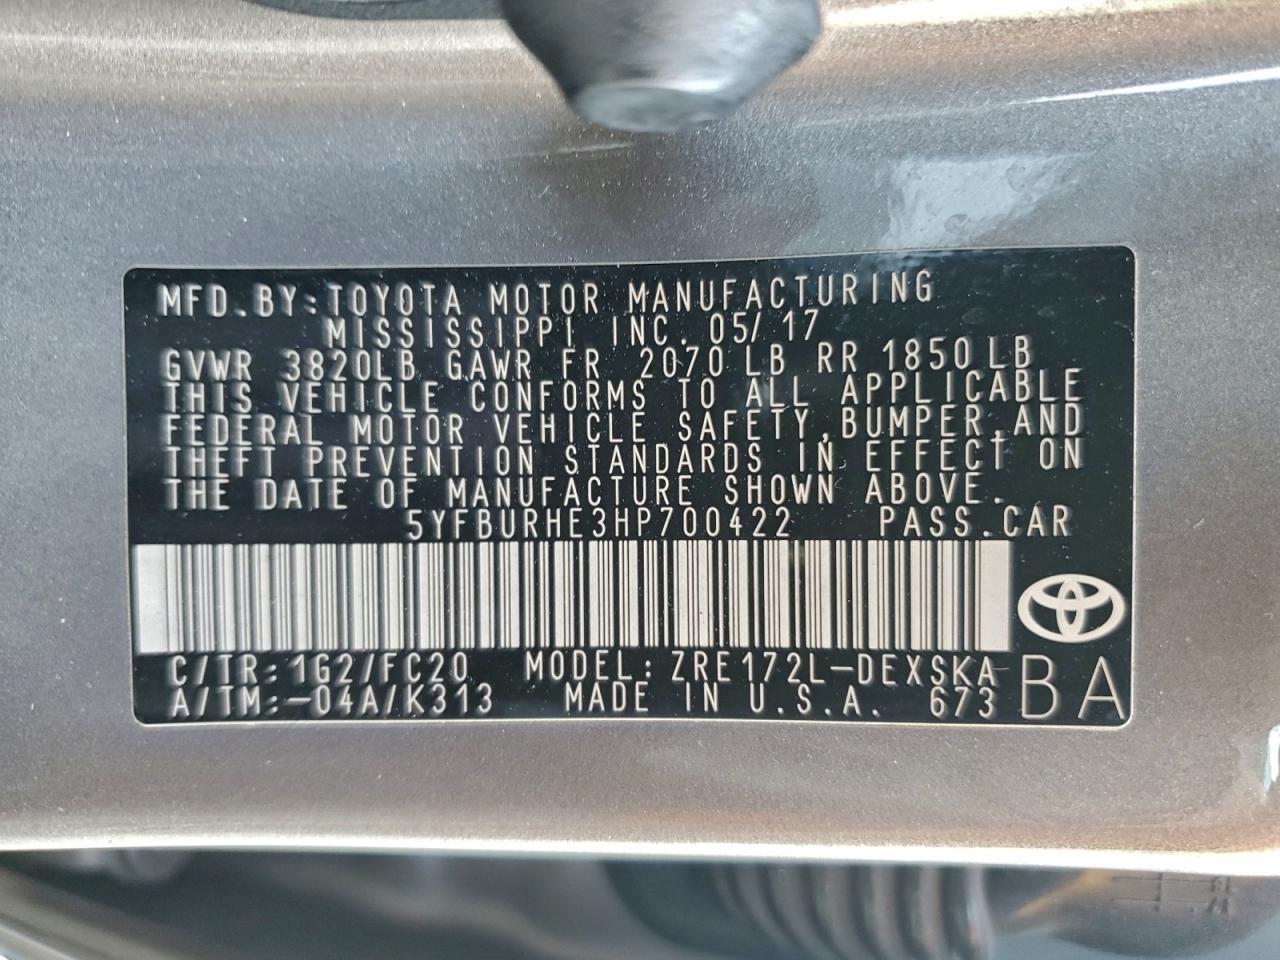 MFD.BY:TOYOTA MOTOR MANUFACTURING
MISSISSIPPI INC. 05/17
GVWR 3820LB GAWR FR 2070LB RR 1850LB
THIS VEHICLE CONFORMS TO ALL APPLICABLE
FEDERAL MOTOR VEHICLE SAFETY,BUMPER,AND
THEFT PREVENTION STANDARDS IN EFFECT ON
THE DATE OF MANUFACTURE SHOWN ABOVE.
5YFBURHE3HP700422 PASS.CAR
C/TR:1G2/FC20 MODEL:ZRE172L-DEXSKA
A/TM:-04A/K313 MADE IN U.S.A. 673 BA